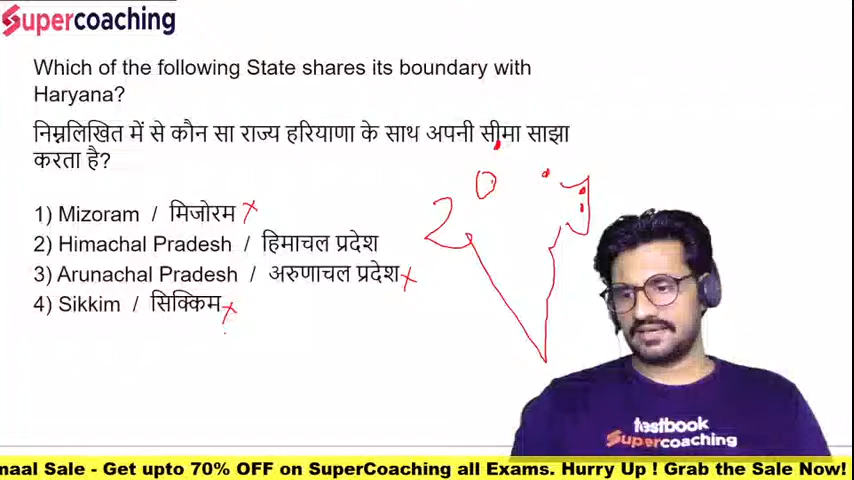 Supercoaching
Which of the following State shares its boundary with
Haryana?
निम्नलिखित में से कौन सा राज्य हरियाणा के साथ अपनी सीमा साझा
करता है?
1) Mizoram / मिजोरम
2) Himachal Pradesh / हिमाचल प्रदेश
3) Arunachal Pradesh / अरुणाचल प्रदेश
4) Sikkim / सिक्किम
testbook
Supercoaching
maal Sale - Get upto 70% OFF on SuperCoaching all Exams. Hurry Up ! Grab the Sale Now!